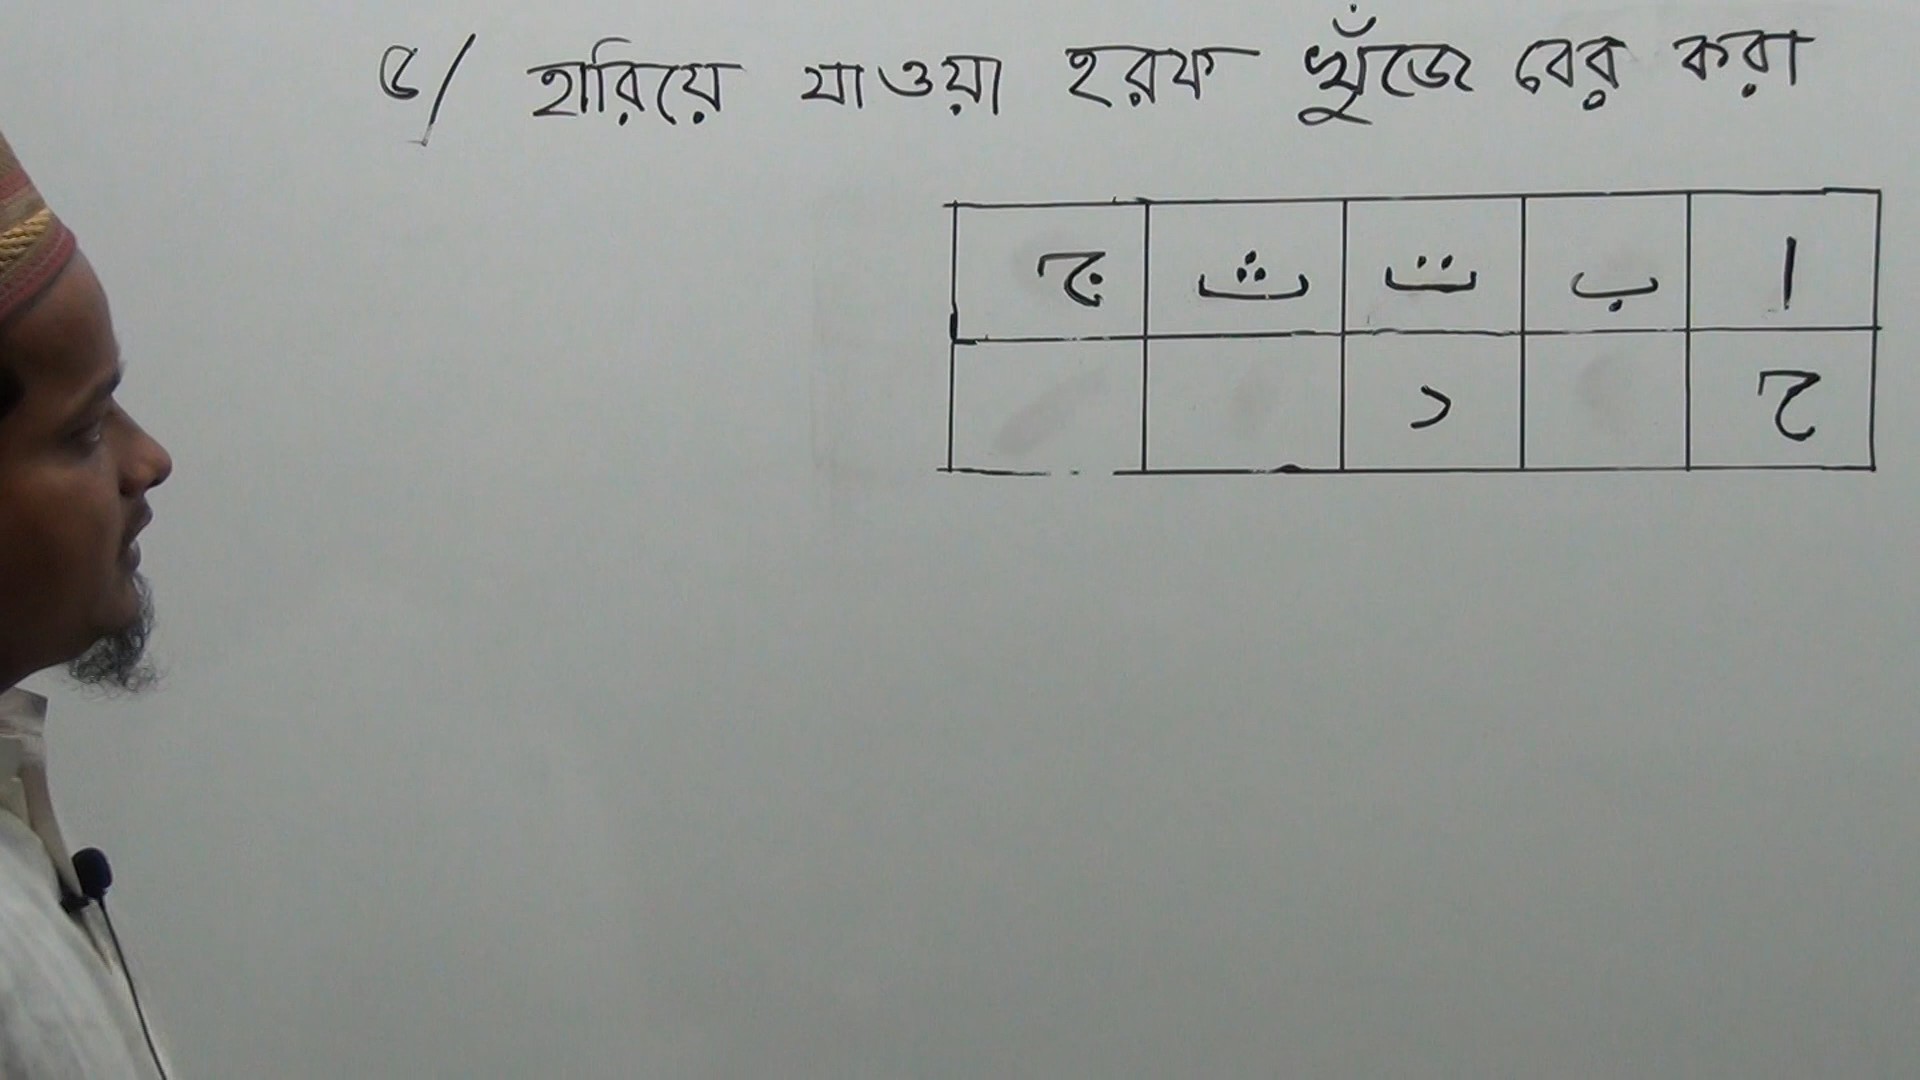 ৫/ হারিয়ে যাওয়া হরফ খুঁজে বের করা
ا ب ت ث ج
ح د